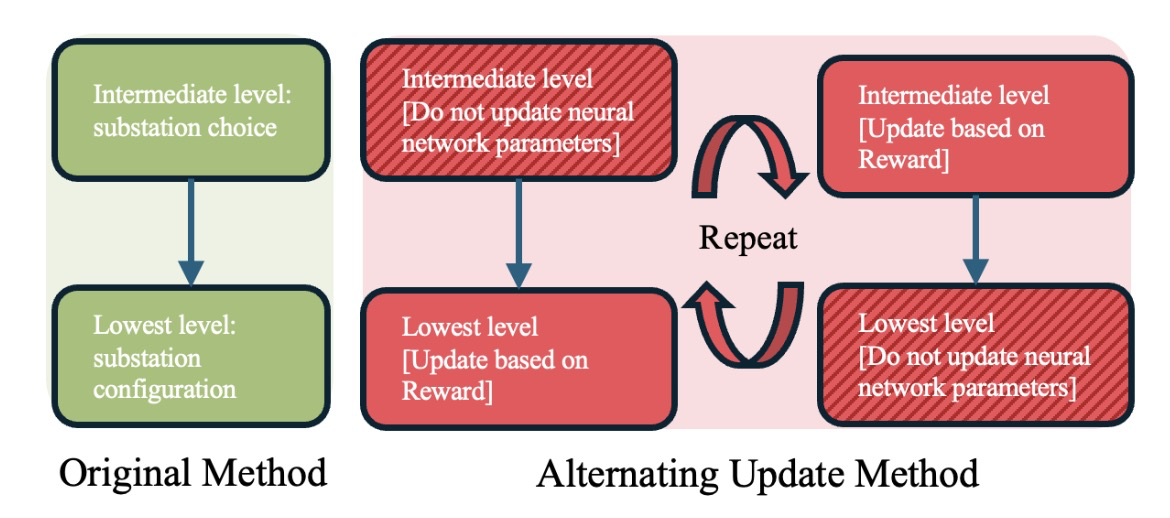 Intermediate level:
substation choice
Lowest level:
substation
configuration
Original Method
Intermediate level
[Do not update neural
network parameters]
Lowest level
[Update based on
Reward]
Repeat
Intermediate level
[Update based on
Reward]
Lowest level
[Do not update neural
network parameters]
Alternating Update Method